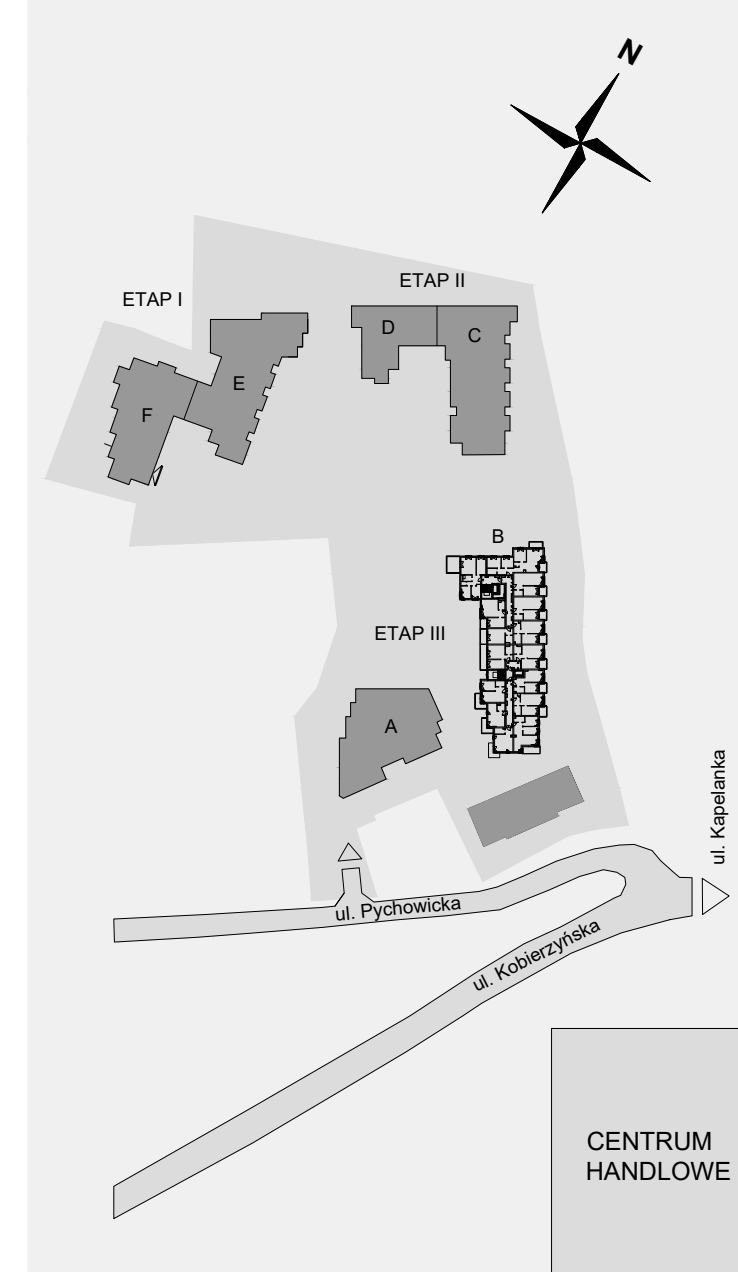 N
ETAP I
ETAP II
D
C
E
F
B
ETAP III
A
ul. Kapelanka
ul. Pychowicka
ul. Kobierzyńska
CENTRUM
HANDLOWE